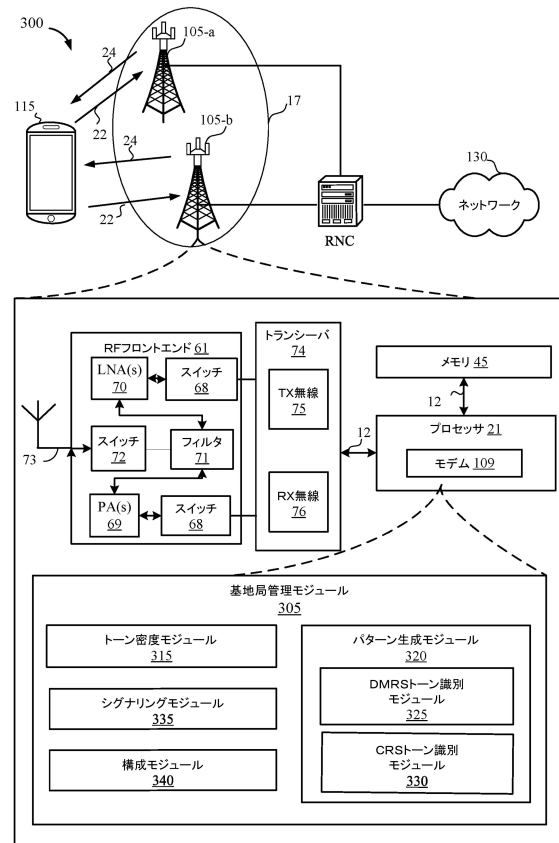 300
105-a
24
115
22
17
105-b
24
130
22
ネットワーク
RNC
RFフロントエンド 61
トランシーバ
74
LNA(s)
70
スイッチ
68
メモリ 45
TX無線
75
12
プロセッサ 21
スイッチ
72
フィルタ
71
12
73
モデム 109
PA(s)
69
スイッチ
68
RX無線
76
基地局管理モジュール
305
トーン密度モジュール
315
パターン生成モジュール
320
DMRSトーン識別
モジュール
325
シグナリングモジュール
335
CRSトーン識別
モジュール
330
構成モジュール
340